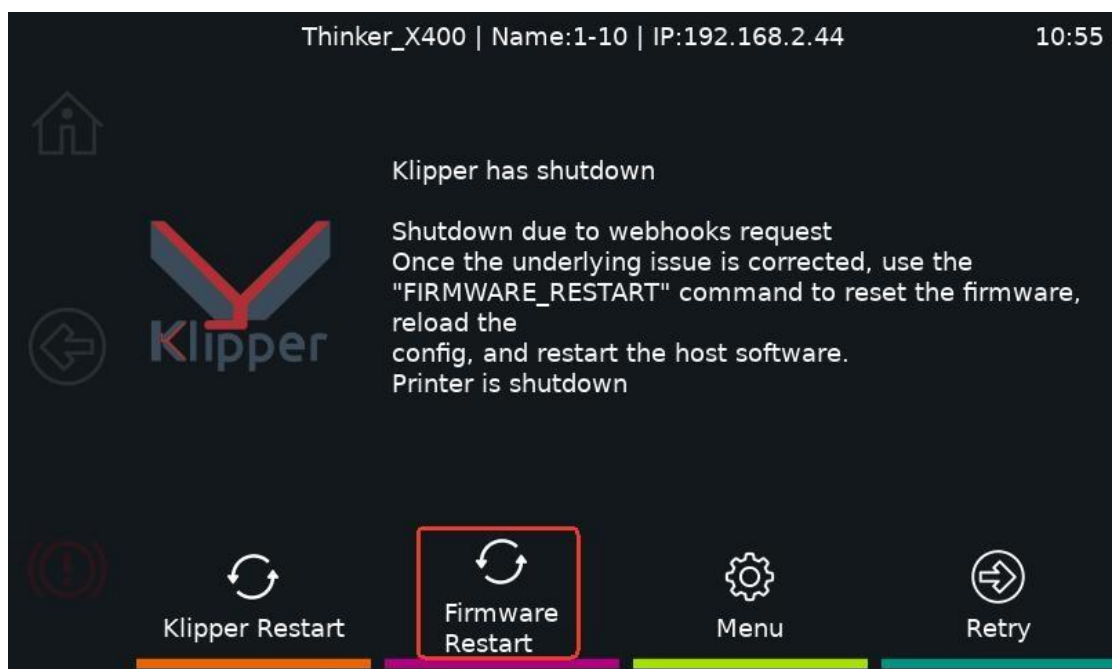 Thinker_X400 | Name:1-10 | IP:192.168.2.44 10:55
Klipper has shutdown
Shutdown due to webhooks request
Once the underlying issue is corrected, use the
"FIRMWARE_RESTART" command to reset the firmware,
reload the
config, and restart the host software.
Printer is shutdown
Klipper
Klipper Restart
Firmware
Restart
Menu
Retry